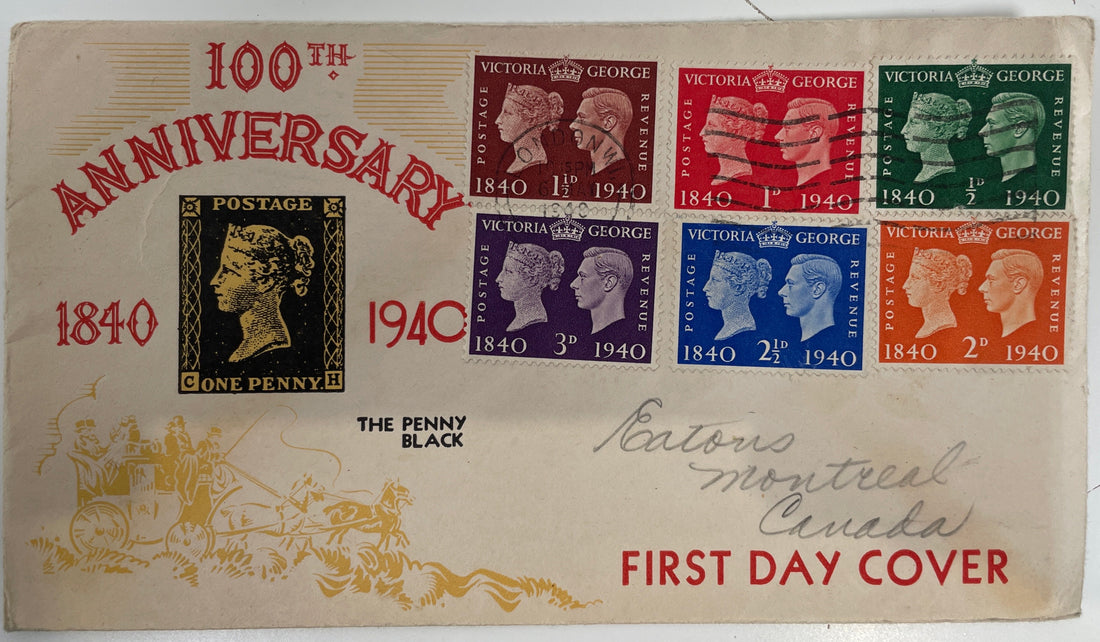 100TH
ANNIVERSARY
1840 1940
POSTAGE
C ONE PENNY. H
THE PENNY
BLACK
VICTORIA GEORGE
POSTAGE REVENUE
1840 1½D 1940
VICTORIA GEORGE
POSTAGE REVENUE
1840 1D 1940
VICTORIA GEORGE
POSTAGE REVENUE
1840 ½D 1940
VICTORIA GEORGE
POSTAGE REVENUE
1840 3D 1940
VICTORIA GEORGE
POSTAGE REVENUE
1840 2½D 1940
VICTORIA GEORGE
POSTAGE REVENUE
1840 2D 1940
Eatons
Montreal
Canada
FIRST DAY COVER